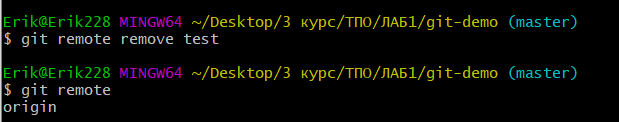 Erik@Erik228 MINGW64 ~/Desktop/3 курс/ТПО/ЛАБ1/git-demo (master)
$ git remote remove test
Erik@Erik228 MINGW64 ~/Desktop/3 курс/ТПО/ЛАБ1/git-demo (master)
$ git remote
origin